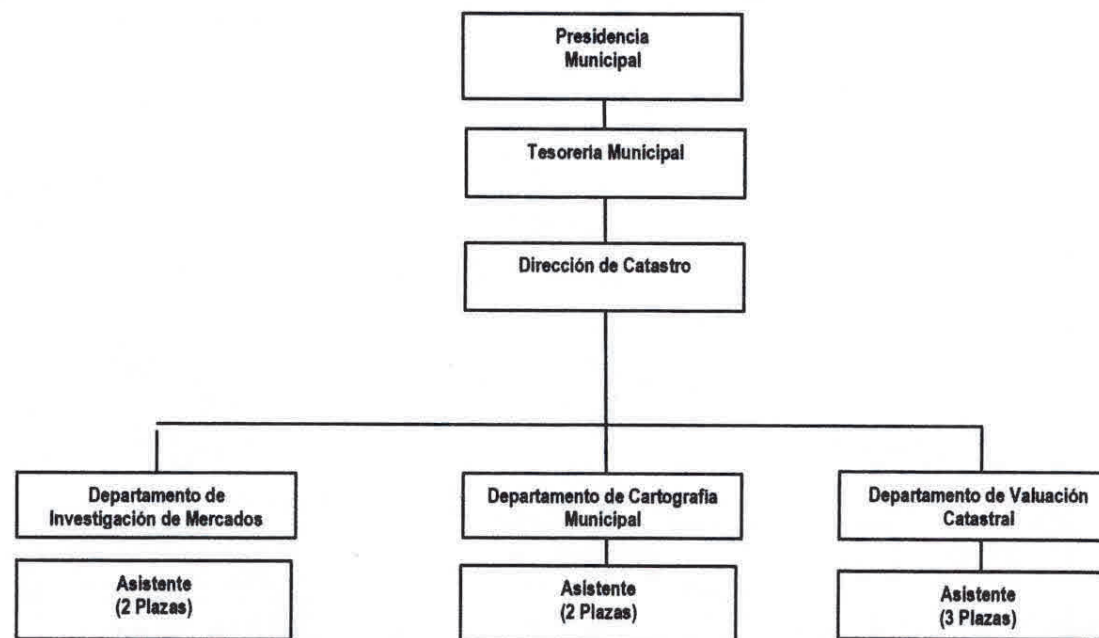 Presidencia
Municipal
Tesoreria Municipal
Dirección de Catastro
Departamento de
Investigación de Mercados
Departamento de Cartografia
Municipal
Departamento de Valuación
Catastral
Asistente
(2 Plazas)
Asistente
(2 Plazas)
Asistente
(3 Plazas)